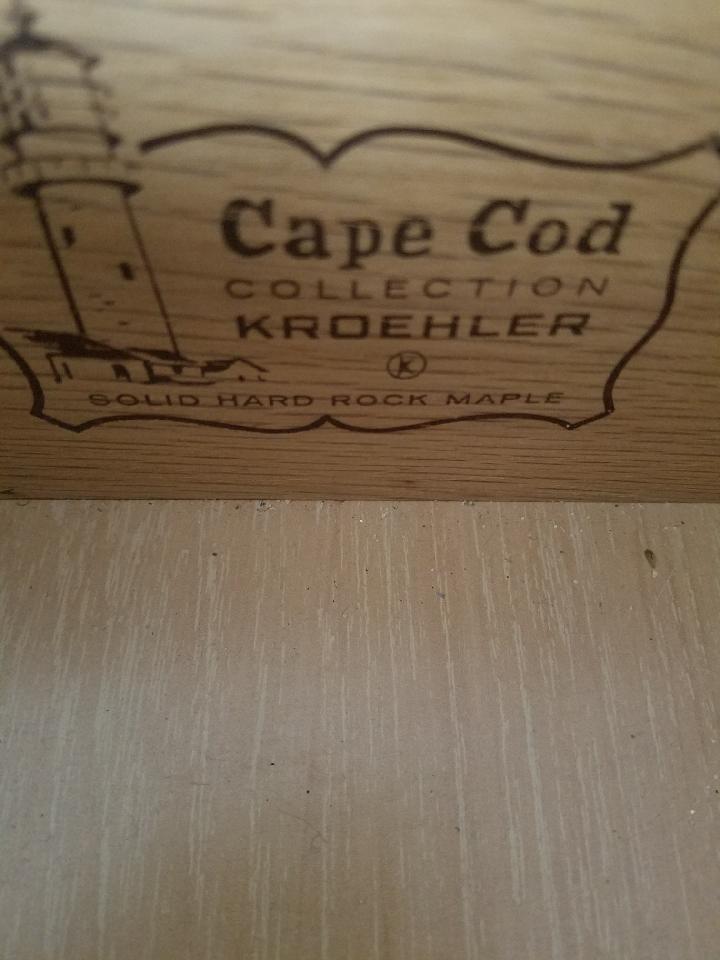 Cape Cod
COLLECTION
KROEHLER
K
SOLID HARD ROCK MAPLE